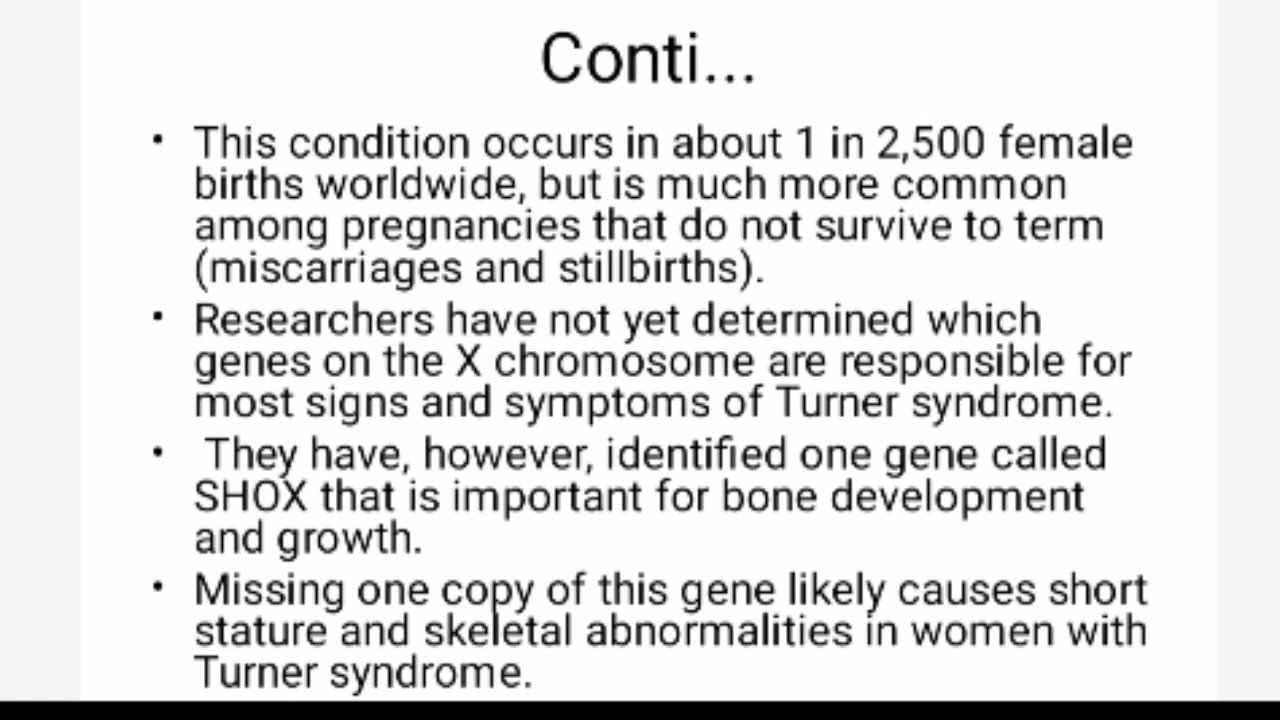 Conti...
• This condition occurs in about 1 in 2,500 female
births worldwide, but is much more common
among pregnancies that do not survive to term
(miscarriages and stillbirths).
• Researchers have not yet determined which
genes on the X chromosome are responsible for
most signs and symptoms of Turner syndrome.
• They have, however, identified one gene called
SHOX that is important for bone development
and growth.
• Missing one copy of this gene likely causes short
stature and skeletal abnormalities in women with
Turner syndrome.